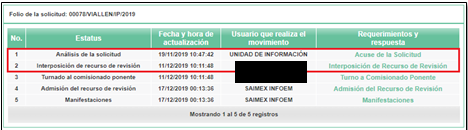 Folio de la solicitud: 00078/VIALLEN/IP/2019
No. Estatus Fecha y hora de actualización Usuario que realiza el movimiento Requerimientos y respuesta
1 Análisis de la solicitud 19/11/2019 10:47:42 UNIDAD DE INFORMACIÓN Acuse de la Solicitud
2 Interposición de recurso de revisión 11/12/2019 10:11:48 Interposición de Recurso de Revisión
3 Turnado al comisionado ponente 11/12/2019 10:11:48 Turno a Comisionado Ponente
4 Admisión del recurso de revisión 17/12/2019 00:13:36 SAIMEX INFOEM Admisión del Recurso de Revisión
5 Manifestaciones 17/12/2019 00:13:36 SAIMEX INFOEM Manifestaciones
Mostrando 1 al 5 de 5 registros